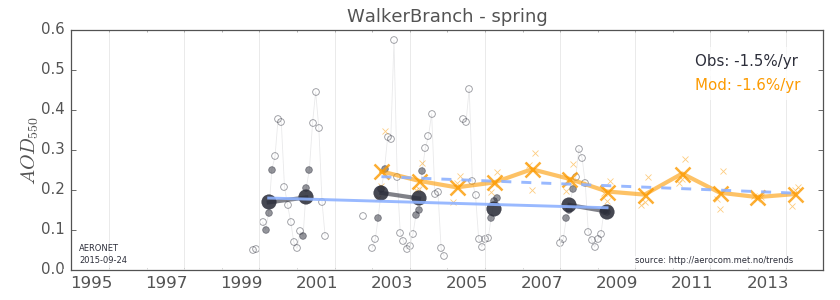 WalkerBranch - spring
0.6
0.5
0.4
0.3
0.2
0.1
0.0
AOD550
Obs: -1.5%/yr
Mod: -1.6%/yr
AERONET
2015-09-24
source: http://aerocom.met.no/trends
1995 1997 1999 2001 2003 2005 2007 2009 2011 2013